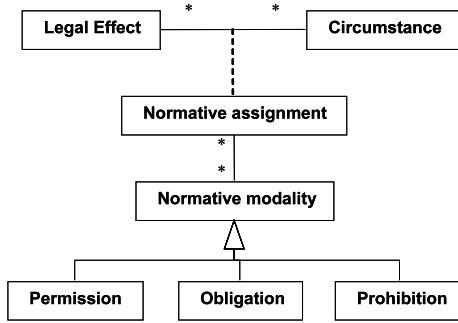 * *
Legal Effect Circumstance
Normative assignment
*
*
Normative modality
Permission Obligation Prohibition